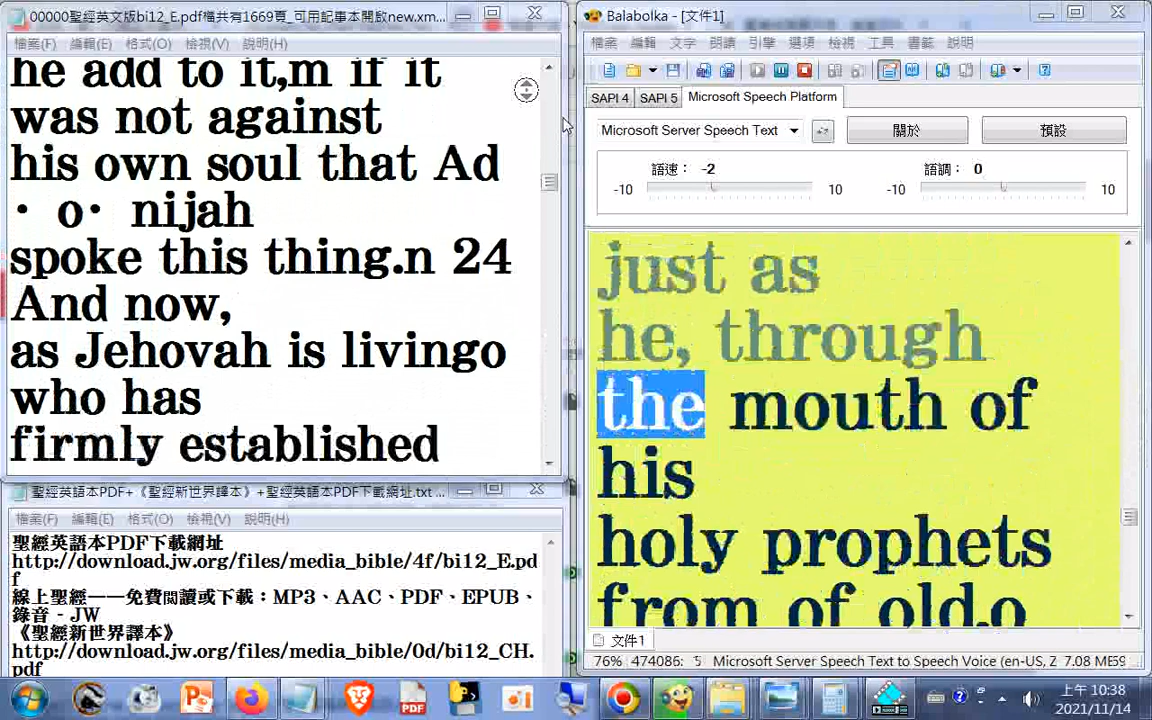 00000聖經英文版bi12_E.pdf檔共有1669頁_可用記事本開啟new.xm...
檔案(F) 編輯(E) 格式(O) 檢視(V) 說明(H)
he add to it,m if it
was not against
his own soul that Ad
· o· nijah
spoke this thing.n 24
And now,
as Jehovah is livingo
who has
firmly established
聖經英語本PDF+《聖經新世界譯本》+聖經英語本PDF下載網址.txt ...
檔案(F) 編輯(E) 格式(O) 檢視(V) 說明(H)
聖經英語本PDF下載網址
http://download.jw.org/files/media_bible/4f/bi12_E.pd
f
線上聖經——免費閱讀或下載：MP3、AAC、PDF、EPUB、
錄音 - JW
《聖經新世界譯本》
http://download.jw.org/files/media_bible/0d/bi12_CH.
pdf
Balabolka - [文件1]
檔案 編輯 文字 朗讀 引擎 選項 檢視 工具 書籤 說明
SAPI 4 SAPI 5 Microsoft Speech Platform
Microsoft Server Speech Text 關於 預設
語速： -2 語調： 0
-10 10 -10 10
just as
he, through
the mouth of
his
holy prophets
from of old,o
文件1
76% 474086: 5 Microsoft Server Speech Text to Speech Voice (en-US, Z 7.08 ME59
上午 10:38
2021/11/14